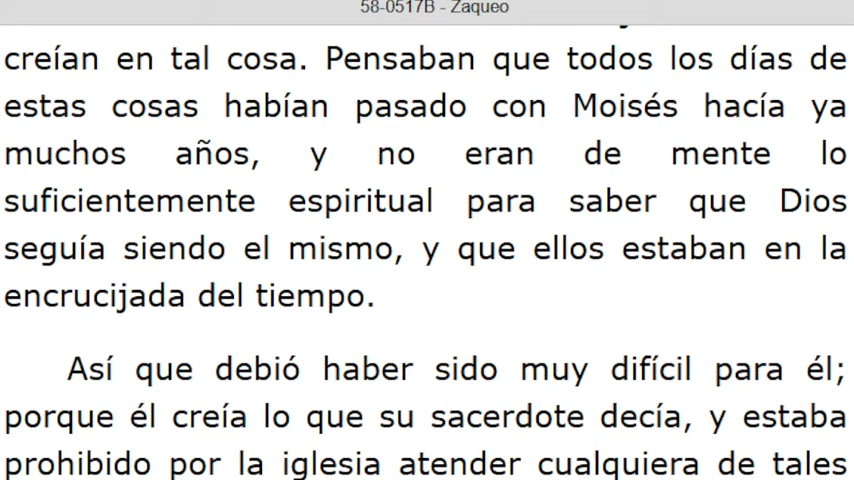 58-0517B - Zaqueo
creían en tal cosa. Pensaban que todos los días de
estas cosas habían pasado con Moisés hacía ya
muchos años, y no eran de mente lo
suficientemente espiritual para saber que Dios
seguía siendo el mismo, y que ellos estaban en la
encrucijada del tiempo.
Así que debió haber sido muy difícil para él;
porque él creía lo que su sacerdote decía, y estaba
prohibido por la iglesia atender cualquiera de tales